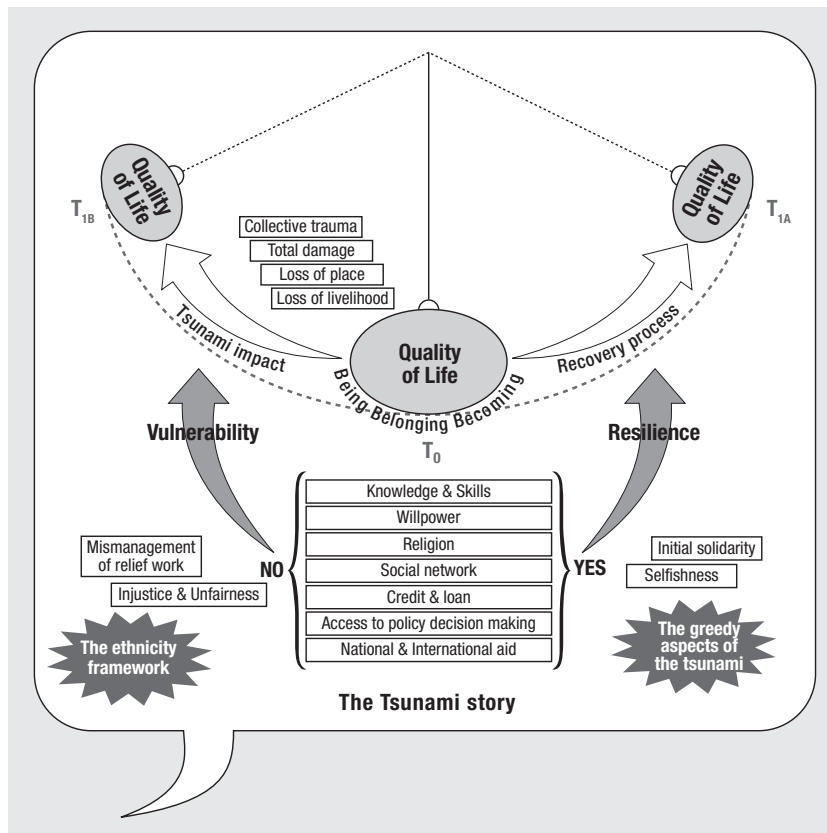 Quality
of Life
Quality
of Life
T1B
T1A
Collective trauma
Total damage
Loss of place
Loss of livelihood
Tsunami impact
Quality
of Life
Being Belonging Becoming
Recovery process
T0
Vulnerability
Resilience
Knowledge & Skills
Willpower
Religion
Social network
Credit & loan
Access to policy decision making
National & International aid
NO
YES
Mismanagement
of relief work
Injustice & Unfairness
The ethnicity
framework
Initial solidarity
Selfishness
The greedy
aspects of
the tsunami
The Tsunami story